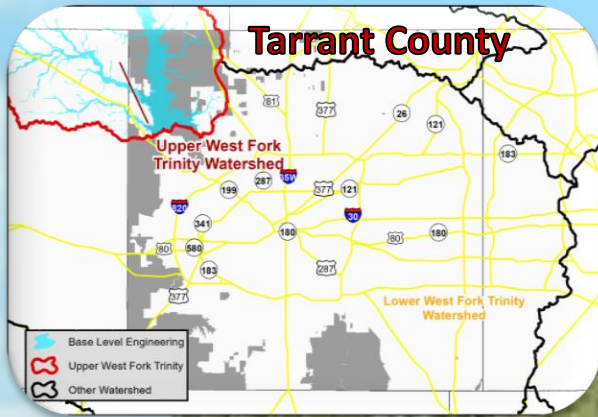 Tarrant County
81
377
26
121
183
Upper West Fork
Trinity Watershed
199
287
35W
377
121
820
30
341
180
80
180
80
580
183
287
377
Lower West Fork Trinity
Watershed
Base Level Engineering
Upper West Fork Trinity
Other Watershed